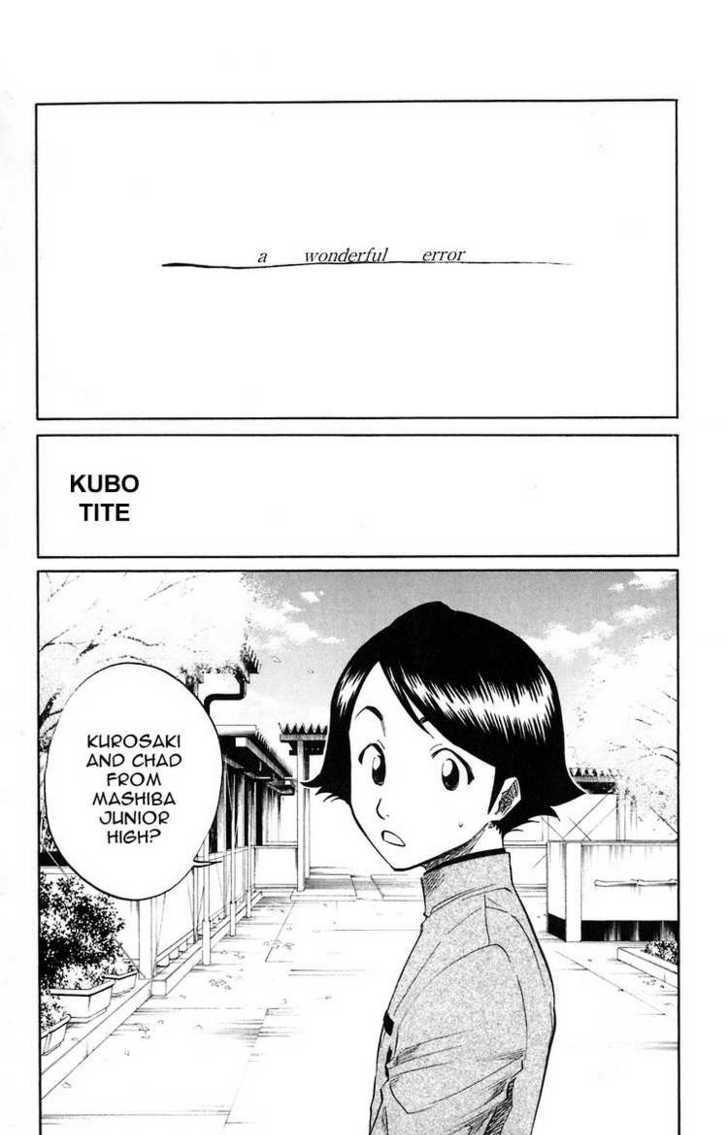 a wonderful error
KUBO
TITE
KUROSAKI
AND CHAD
FROM
MASHIBA
JUNIOR
HIGH?